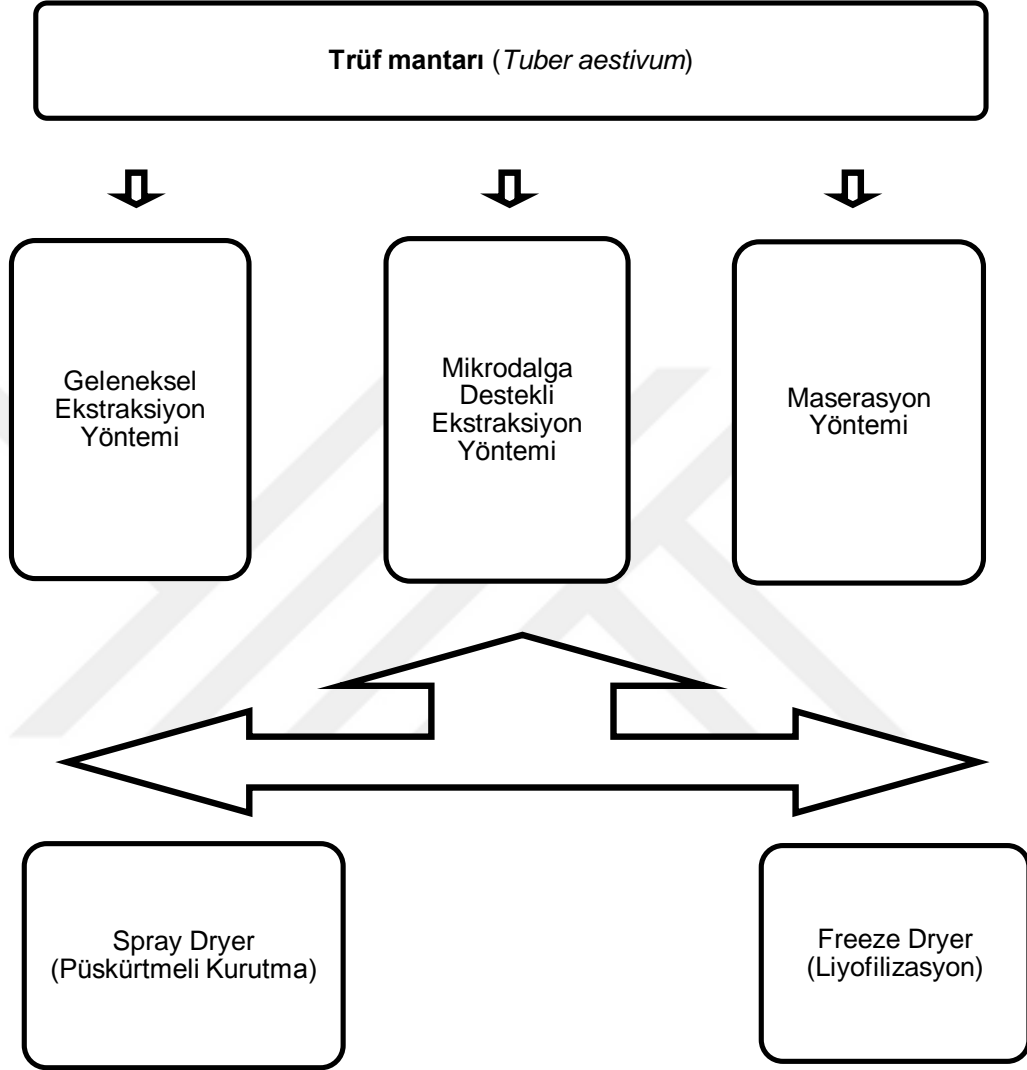 Trüf mantarı (Tuber aestivum)
Geleneksel
Ekstraksiyon
Yöntemi
Mikrodalga
Destekli
Ekstraksiyon
Yöntemi
Maserasyon
Yöntemi
Spray Dryer
(Püskürtmeli Kurutma)
Freeze Dryer
(Liyofilizasyon)